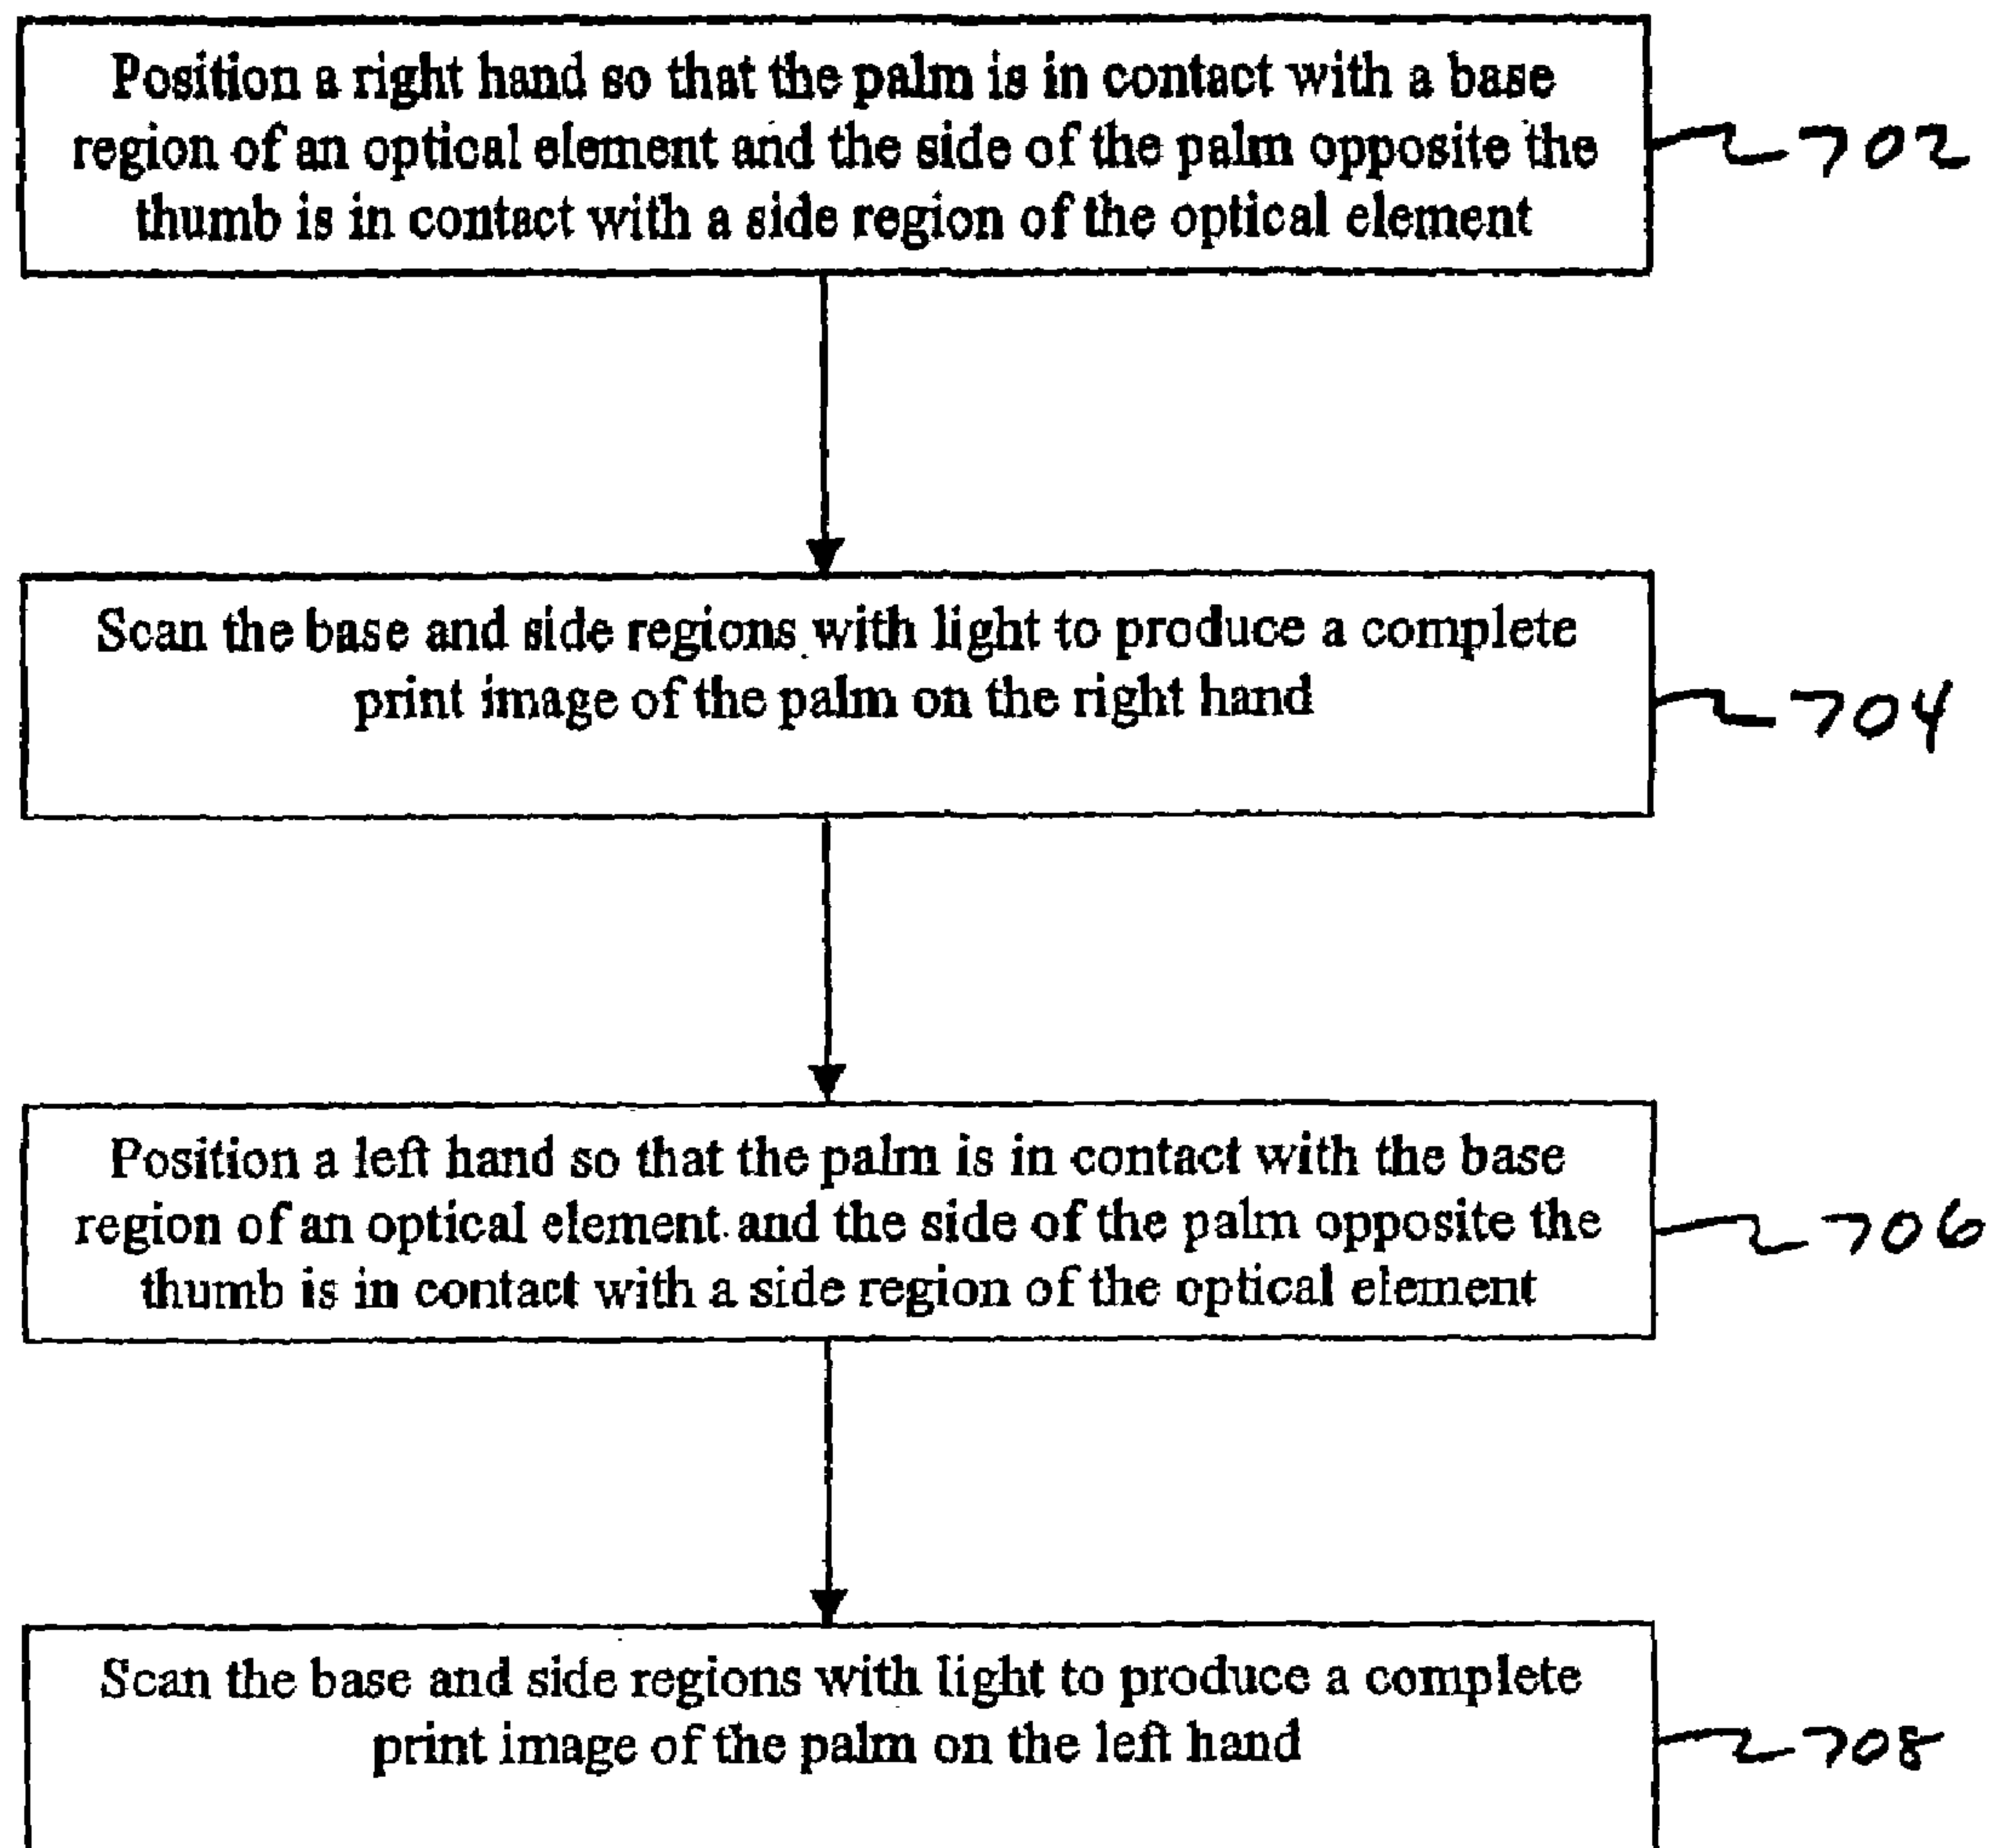 Position a right hand so that the palm is in contact with a base
region of an optical element and the side of the palm opposite the
thumb is in contact with a side region of the optical element
702
Scan the base and side regions with light to produce a complete
print image of the palm on the right hand
704
Position a left hand so that the palm is in contact with the base
region of an optical element and the side of the palm opposite the
thumb is in contact with a side region of the optical element
706
Scan the base and side regions with light to produce a complete
print image of the palm on the left hand
708